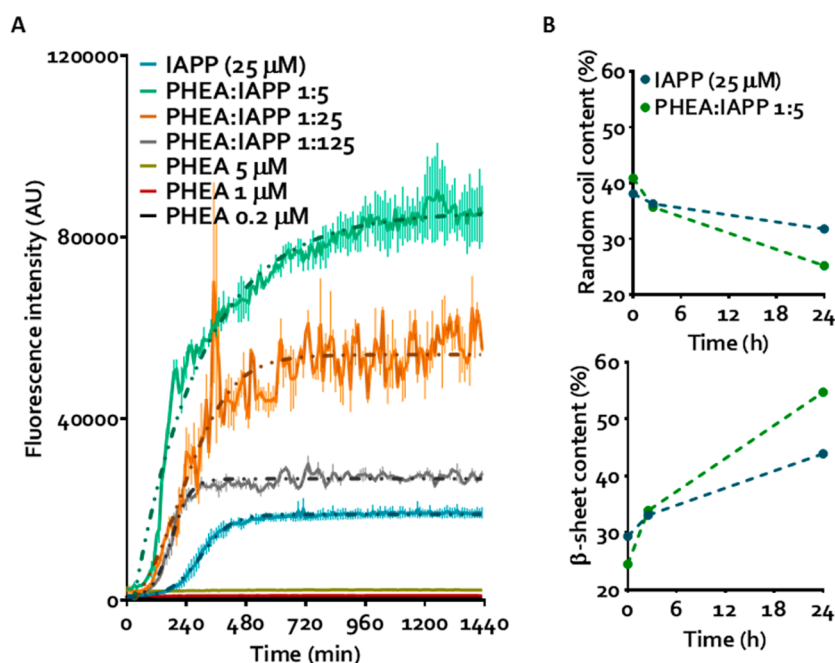 A
Fluorescence intensity (AU)
120000
80000
40000
0
IAPP (25 μM)
PHEA:IAPP 1:5
PHEA:IAPP 1:25
PHEA:IAPP 1:125
PHEA 5 μM
PHEA 1 μM
PHEA 0.2 μM
0 240 480 720 960 1200 1440
Time (min)
B
Random coil content (%)
60
50
40
30
20
IAPP (25 μM)
PHEA:IAPP 1:5
0 6 12 18 24
Time (h)
β-sheet content (%)
60
50
40
30
20
0 6 12 18 24
Time (h)